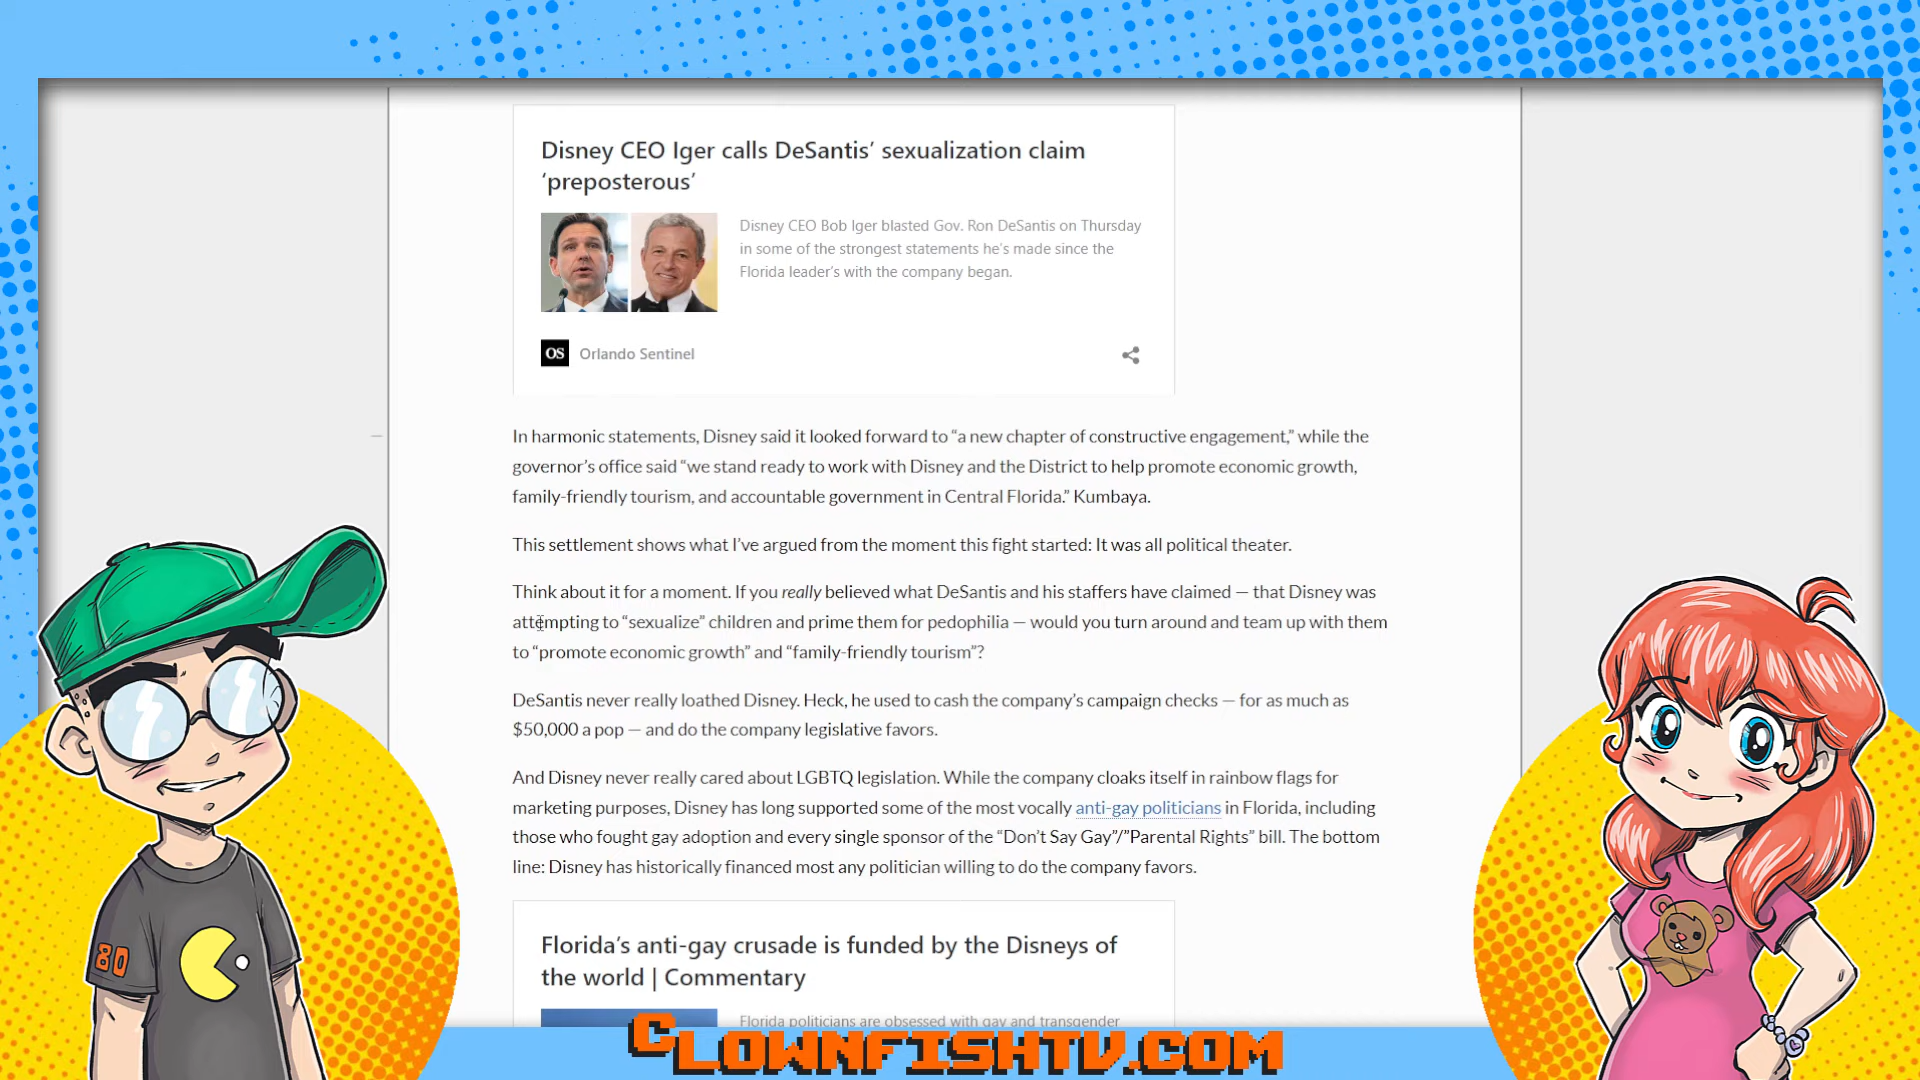 Disney CEO Iger calls DeSantis’ sexualization claim
‘preposterous’
Disney CEO Bob Iger blasted Gov. Ron DeSantis on Thursday
in some of the strongest statements he’s made since the
Florida leader’s with the company began.
OS Orlando Sentinel
In harmonic statements, Disney said it looked forward to “a new chapter of constructive engagement,” while the
governor’s office said “we stand ready to work with Disney and the District to help promote economic growth,
family-friendly tourism, and accountable government in Central Florida.” Kumbaya.
This settlement shows what I’ve argued from the moment this fight started: It was all political theater.
Think about it for a moment. If you really believed what DeSantis and his staffers have claimed — that Disney was
attempting to “sexualize” children and prime them for pedophilia — would you turn around and team up with them
to “promote economic growth” and “family-friendly tourism”?
DeSantis never really loathed Disney. Heck, he used to cash the company’s campaign checks — for as much as
$50,000 a pop — and do the company legislative favors.
And Disney never really cared about LGBTQ legislation. While the company cloaks itself in rainbow flags for
marketing purposes, Disney has long supported some of the most vocally anti-gay politicians in Florida, including
those who fought gay adoption and every single sponsor of the “Don’t Say Gay”/”Parental Rights” bill. The bottom
line: Disney has historically financed most any politician willing to do the company favors.
Florida’s anti-gay crusade is funded by the Disneys of
the world | Commentary
Florida politicians are obsessed with gay and transgender
80
CLOWNFISHTV.COM